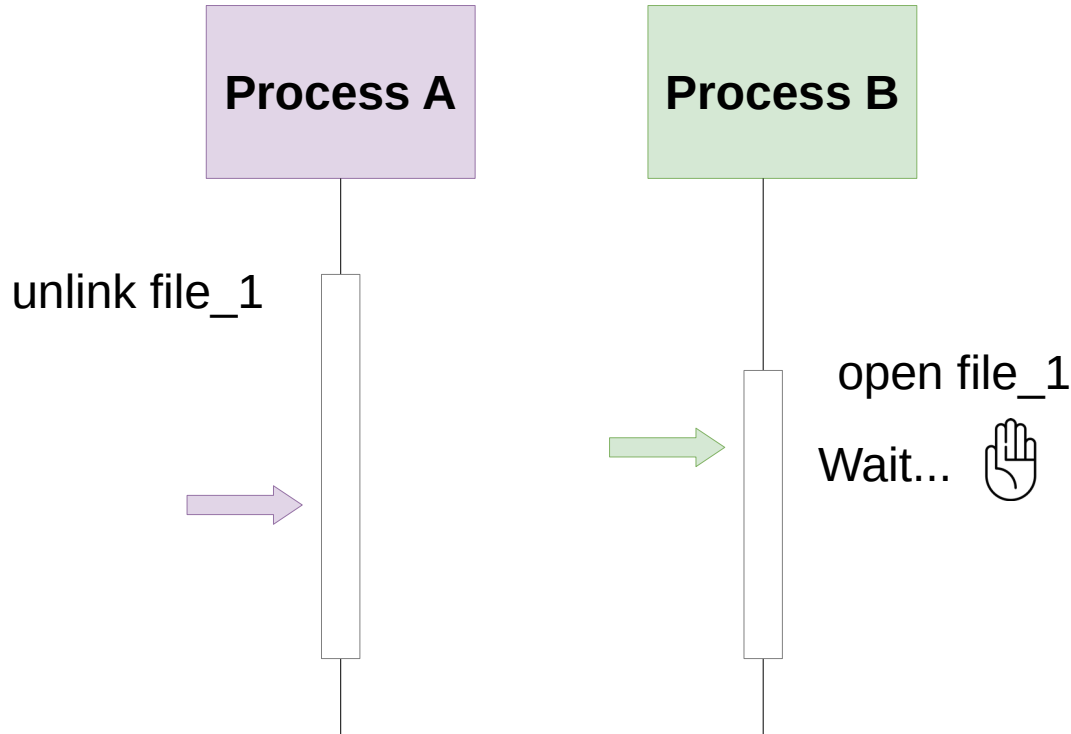 Process A
Process B
unlink file_1
open file_1
Wait...